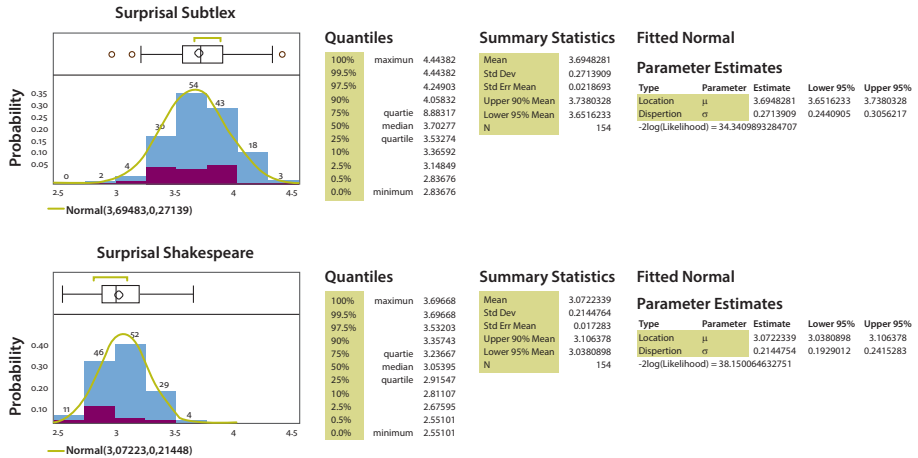 Surprisal Subtlex
Probability
0.35
0.30
0.25
0.20
0.15
0.10
0.05
0 2 4 30 54 43 18 3
2.5 3 3.5 4 4.5
Normal(3,69483,0,27139)
Quantiles
100% maximun 4.44382
99.5% 4.44382
97.5% 4.24903
90% 4.05832
75% quartie 8.88317
50% median 3.70277
25% quartile 3.53274
10% 3.36592
2.5% 3.14849
0.5% 2.83676
0.0% minimum 2.83676
Summary Statistics
Mean 3.6948281
Std Dev 0.2713909
Std Err Mean 0.0218693
Upper 90% Mean 3.7380328
Lower 95% Mean 3.6516233
N 154
Fitted Normal
Parameter Estimates
Type Parameter Estimate Lower 95% Upper 95%
Location μ 3.6948281 3.6516233 3.7380328
Dispertion σ 0.2713909 0.2440905 0.3056217
-2log(Likelihood) = 34.3409893284707
Surprisal Shakespeare
Probability
0.40
0.30
0.20
0.10
11 46 52 29 4
2.5 3 3.5 4 4.5
Normal(3,07223,0,21448)
Quantiles
100% maximun 3.69668
99.5% 3.69668
97.5% 3.53203
90% 3.35743
75% quartie 3.23667
50% median 3.05395
25% quartile 2.91547
10% 2.81107
2.5% 2.67595
0.5% 2.55101
0.0% minimum 2.55101
Summary Statistics
Mean 3.0722339
Std Dev 0.2144764
Std Err Mean 0.017283
Upper 90% Mean 3.106378
Lower 95% Mean 3.0380898
N 154
Fitted Normal
Parameter Estimates
Type Parameter Estimate Lower 95% Upper 95%
Location μ 3.0722339 3.0380898 3.106378
Dispertion σ 0.2144754 0.1929012 0.2415283
-2log(Likelihood) = 38.150064632751